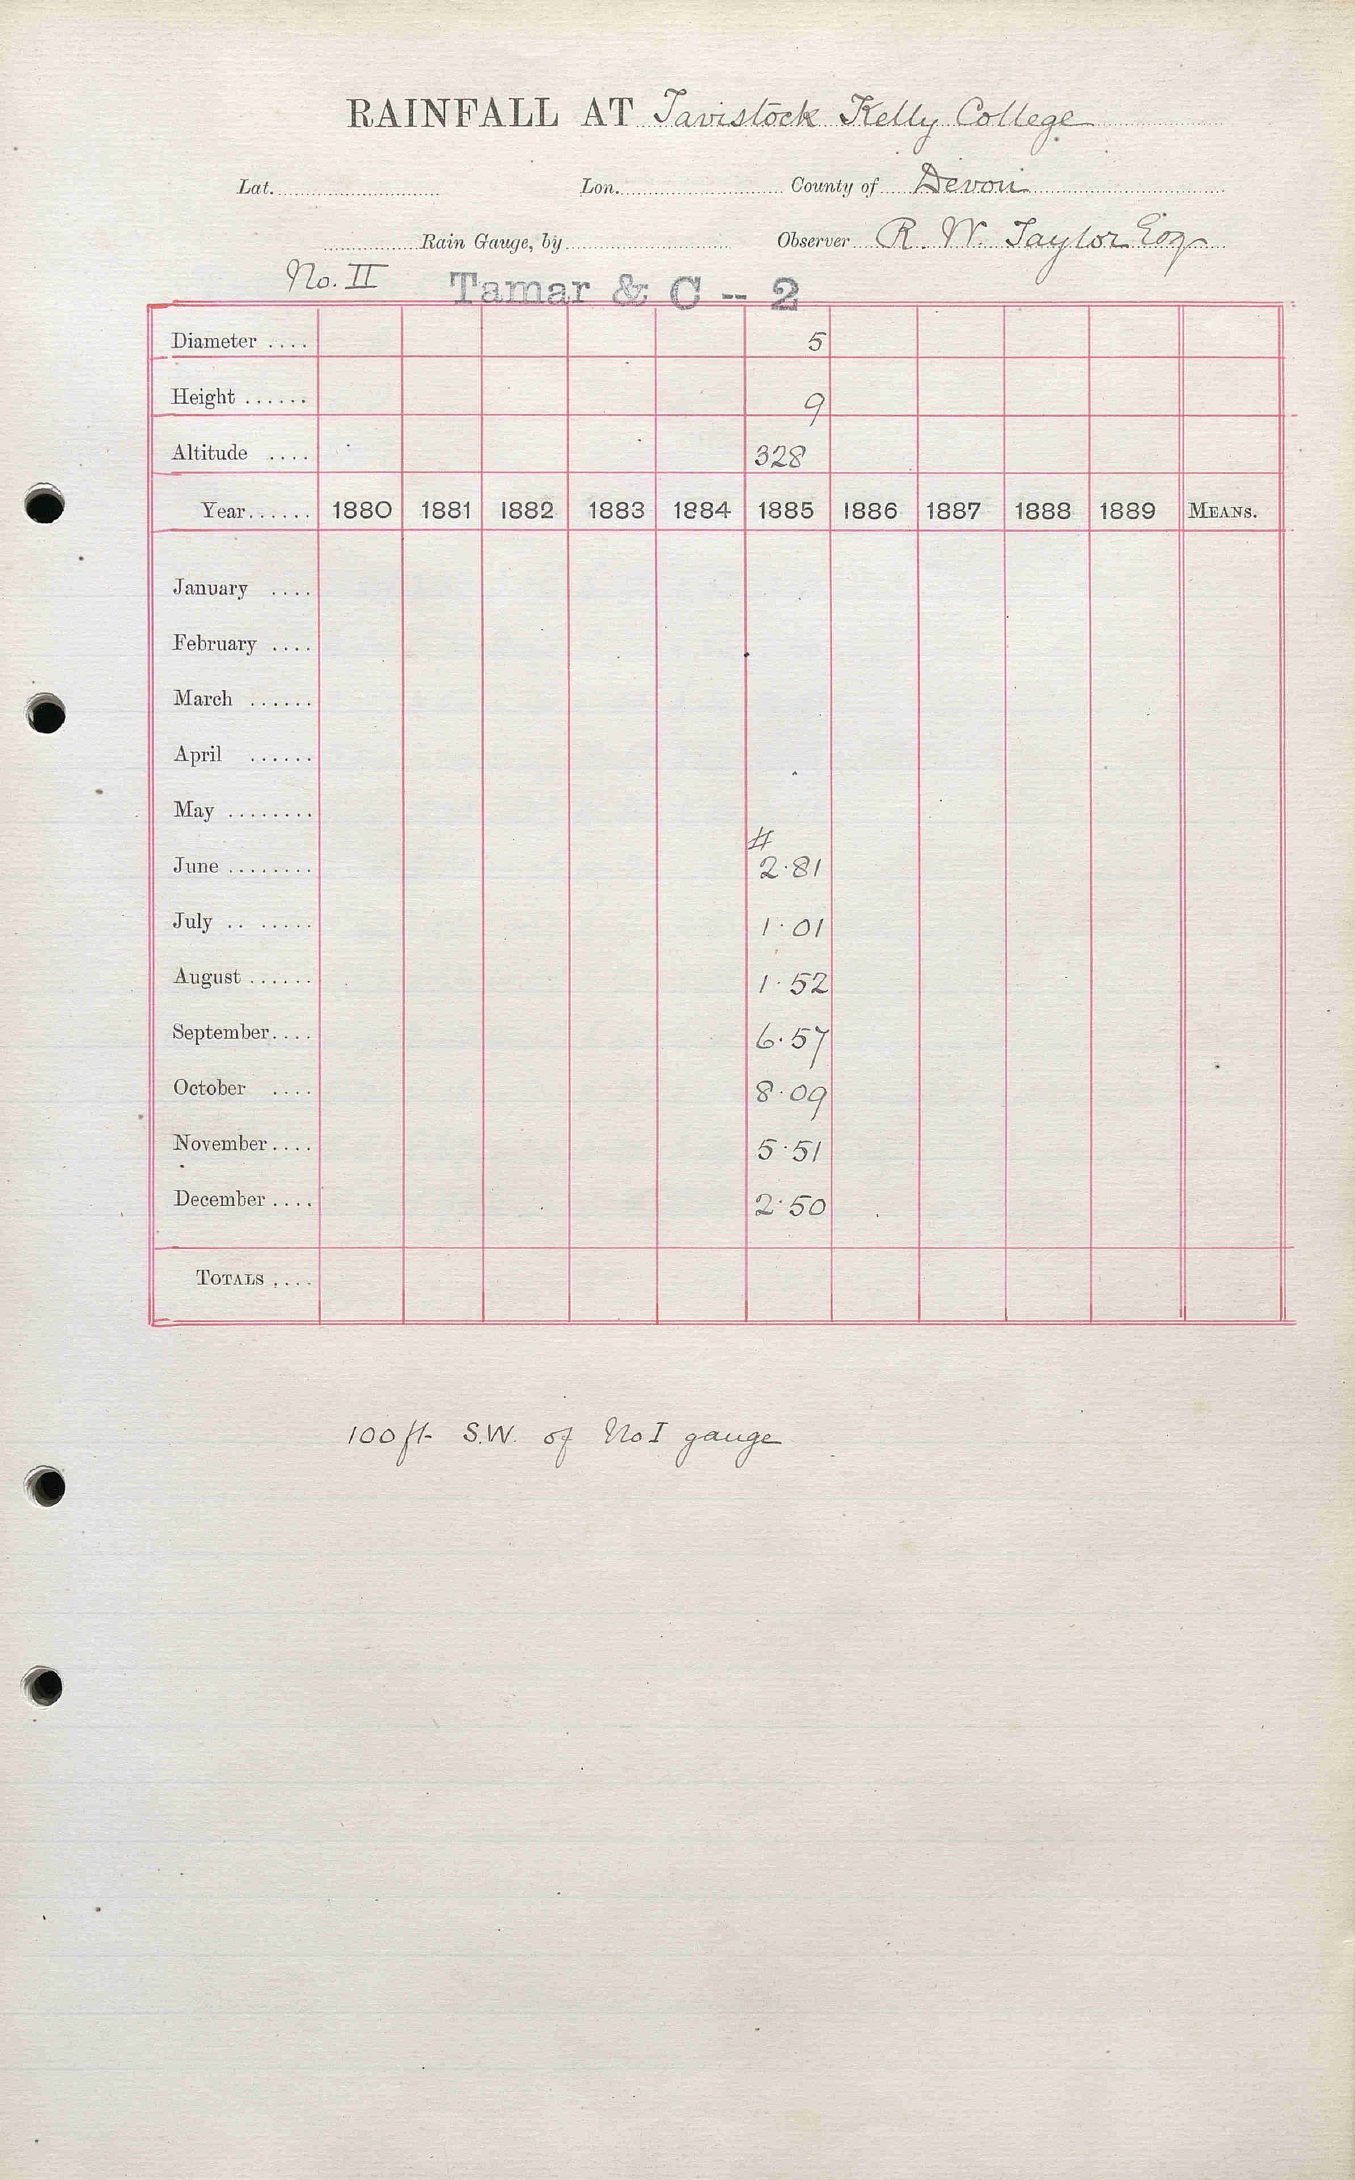 RAINFALL AT Tavistock Kelly College
Lat. Lon. County of Devon
Rain Gauge, by Observer R. W. Taylor Esq
No. II Tamar & C -- 2
Diameter .... 5
Height ...... 9
Altitude .... 328
Year...... 1880 1881 1882 1883 1884 1885 1886 1887 1888 1889 MEANS.
January ....
February ....
March ......
April ......
May ........
#
June ........ 2.81
July .. ..... 1.01
August ...... 1.52
September.... 6.57
October .... 8.09
November.... 5.51
December .... 2.50
TOTALS ....
100 ft S.W. of No I gauge